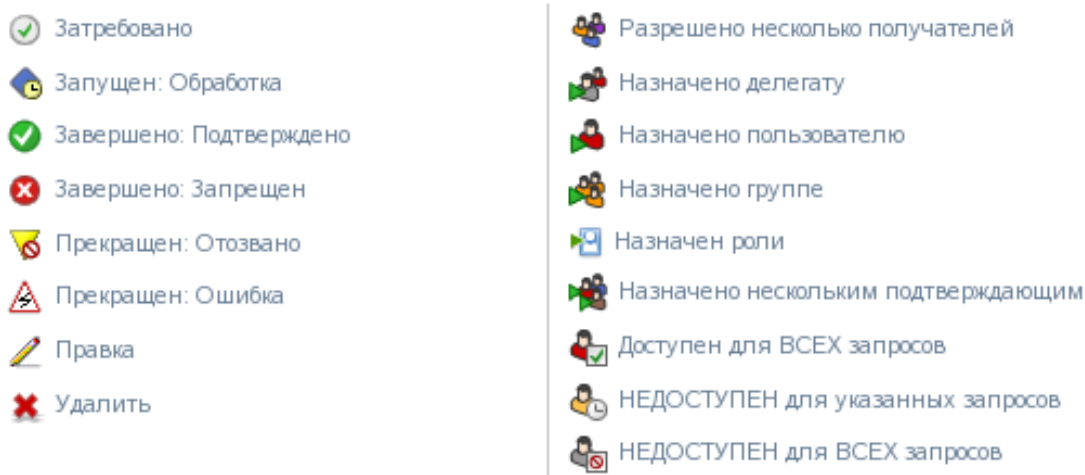 Затребовано
Запущен: Обработка
Завершено: Подтверждено
Завершено: Запрещен
Прекращен: Отозвано
Прекращен: Ошибка
Правка
Удалить
Разрешено несколько получателей
Назначено делегату
Назначено пользователю
Назначено группе
Назначен роли
Назначено нескольким подтверждающим
Доступен для ВСЕХ запросов
НЕДОСТУПЕН для указанных запросов
НЕДОСТУПЕН для ВСЕХ запросов